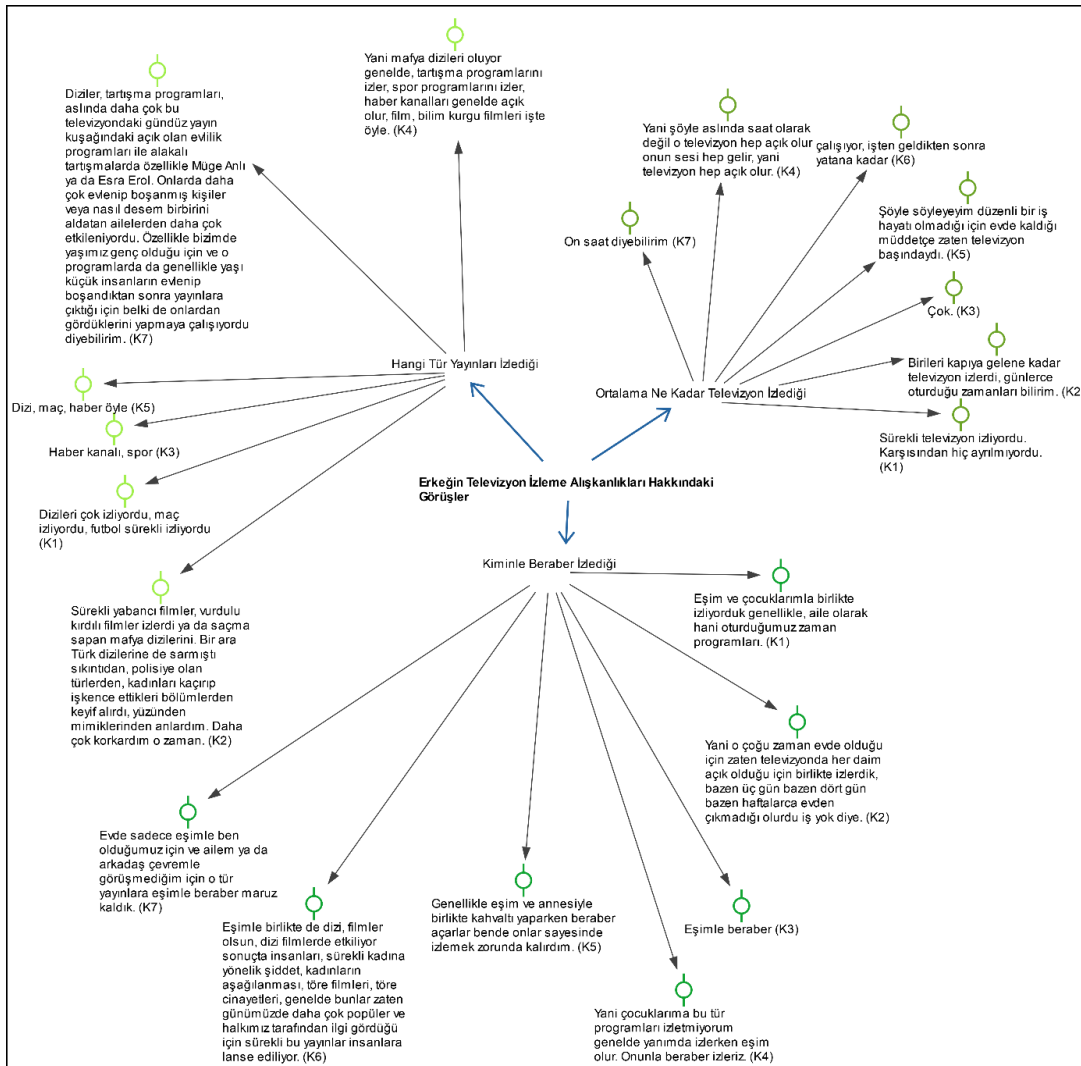 Yani mafya dizileri oluyor
genelde, tartışma programlarını
izler, spor programlarını izler,
haber kanalları genelde açık
olur, film, bilim kurgu filmleri işte
öyle. (K4)
Diziler, tartışma programları,
aslında daha çok bu
televizyondaki gündüz yayın
kuşağındaki açık olan evlilik
programları ile alakalı
tartışmalarda özellikle Müge Anlı
ya da Esra Erol. Onlarda daha
çok evlenip boşanmış kişiler
veya nasıl desem birbirini
aldatan ailelerden daha çok
etkileniyordu. Özellikle bizimde
yaşımız genç olduğu için ve o
programlarda da genellikle yaşı
küçük insanların evlenip
boşandıktan sonra yayınlara
çıktığı için belki de onlardan
gördüklerini yapmaya çalışıyordu
diyebilirim. (K7)
Yani şöyle aslında saat olarak
değil o televizyon hep açık olur
onun sesi hep gelir, yani
televizyon hep açık olur. (K4)
çalışıyor, işten geldikten sonra
yatana kadar (K6)
Şöyle söyleyeyim düzenli bir iş
hayatı olmadığı için evde kaldığı
müddetçe zaten televizyon
başındaydı. (K5)
On saat diyebilirim (K7)
Çok. (K3)
Birileri kapıya gelene kadar
televizyon izlerdi, günlerce
oturduğu zamanları bilirim. (K2
Sürekli televizyon izliyordu.
Karşısından hiç ayrılmıyordu.
(K1)
Hangi Tür Yayınları İzlediği
Ortalama Ne Kadar Televizyon İzlediği
Dizi, maç, haber öyle (K5)
Haber kanalı, spor (K3)
Dizileri çok izliyordu, maç
izliyordu, futbol sürekli izliyordu
(K1)
Erkeğin Televizyon İzleme Alışkanlıkları Hakkındaki
Görüşler
Kiminle Beraber İzlediği
Sürekli yabancı filmler, vurdulu
kırdılı filmler izlerdi ya da saçma
sapan mafya dizilerini. Bir ara
Türk dizilerine de sarmıştı
sıkıntıdan, polisiye olan
türlerden, kadınları kaçırıp
işkence ettikleri bölümlerden
keyif alırdı, yüzünden
mimiklerinden anlardım. Daha
çok korkardım o zaman. (K2)
Eşim ve çocuklarımla birlikte
izliyorduk genellikle, aile olarak
hani oturduğumuz zaman
programları. (K1)
Yani o çoğu zaman evde olduğu
için zaten televizyonda her daim
açık olduğu için birlikte izlerdik,
bazen üç gün bazen dört gün
bazen haftalarca evden
çıkmadığı olurdu iş yok diye. (K2)
Evde sadece eşimle ben
olduğumuz için ve ailem ya da
arkadaş çevremle
görüşmediğim için o tür
yayınlara eşimle beraber maruz
kaldık. (K7)
Eşimle birlikte de dizi, filmler
olsun, dizi filmlerde etkiliyor
sonuçta insanları, sürekli kadına
yönelik şiddet, kadınların
aşağılanması, töre filmleri, töre
cinayetleri, genelde bunlar zaten
günümüzde daha çok popüler ve
halkımız tarafından ilgi gördüğü
için sürekli bu yayınlar insanlara
lanse ediliyor. (K6)
Genellikle eşim ve annesiyle
birlikte kahvaltı yaparken beraber
açarlar bende onlar sayesinde
izlemek zorunda kalırdım. (K5)
Eşimle beraber (K3)
Yani çocuklarıma bu tür
programları izletmiyorum
genelde yanımda izlerken eşim
olur. Onunla beraber izleriz. (K4)